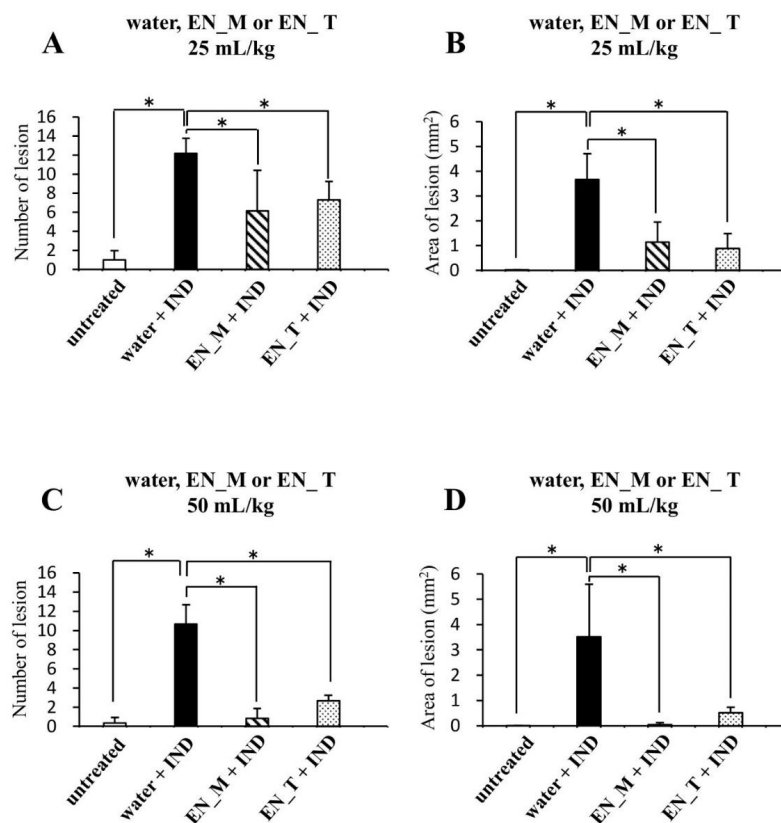 A
water, EN_M or EN_ T
25 mL/kg
Number of lesion
16
14
12
10
8
6
4
2
0
*
*
*
untreated
water + IND
EN_M + IND
EN_T + IND
B
water, EN_M or EN_ T
25 mL/kg
Area of lesion (mm²)
6
5
4
3
2
1
0
*
*
*
untreated
water + IND
EN_M + IND
EN_T + IND
C
water, EN_M or EN_ T
50 mL/kg
Number of lesion
16
14
12
10
8
6
4
2
0
*
*
*
untreated
water + IND
EN_M + IND
EN_T + IND
D
water, EN_M or EN_ T
50 mL/kg
Area of lesion (mm²)
6
5
4
3
2
1
0
*
*
*
untreated
water + IND
EN_M + IND
EN_T + IND